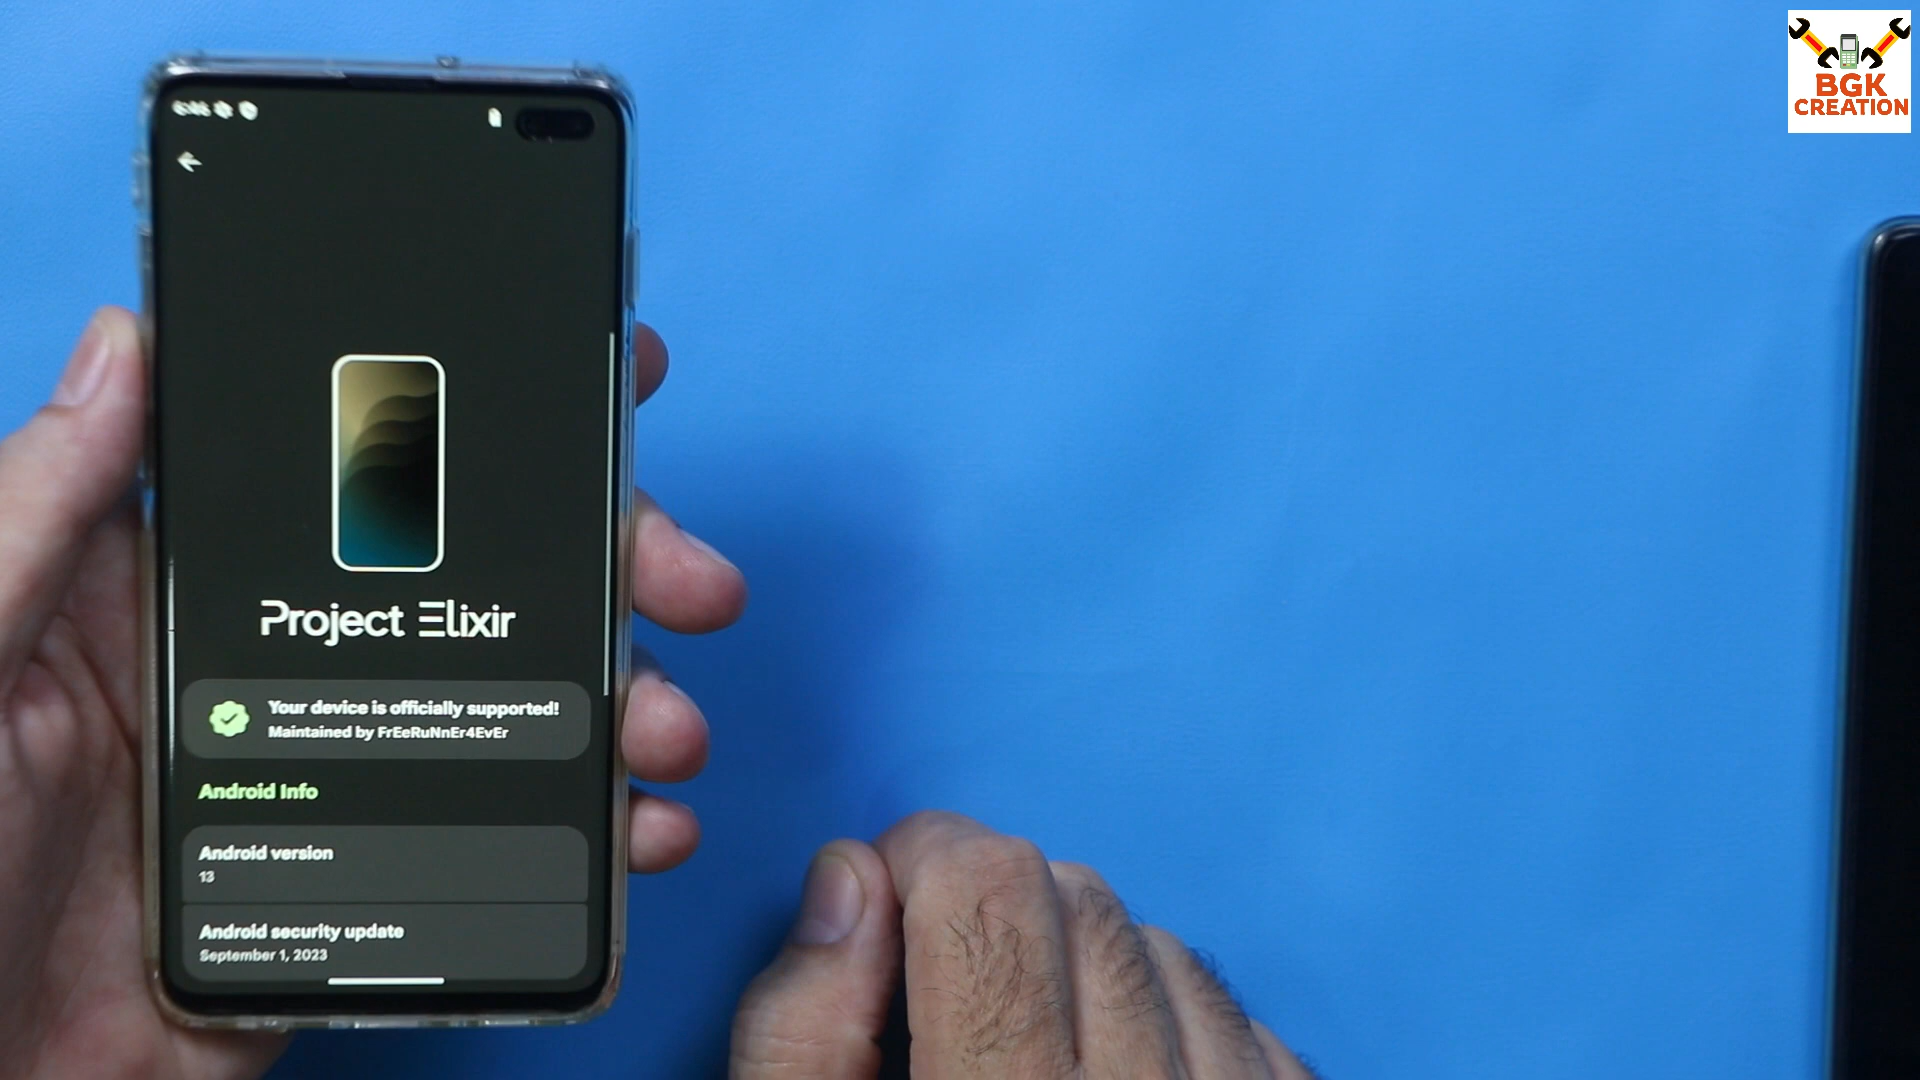 BGK
CREATION
Project Elixir
Your device is officially supported!
Maintained by FrEeRuNnEr4EvEr
Android Info
Android version
13
Android security update
September 1, 2023